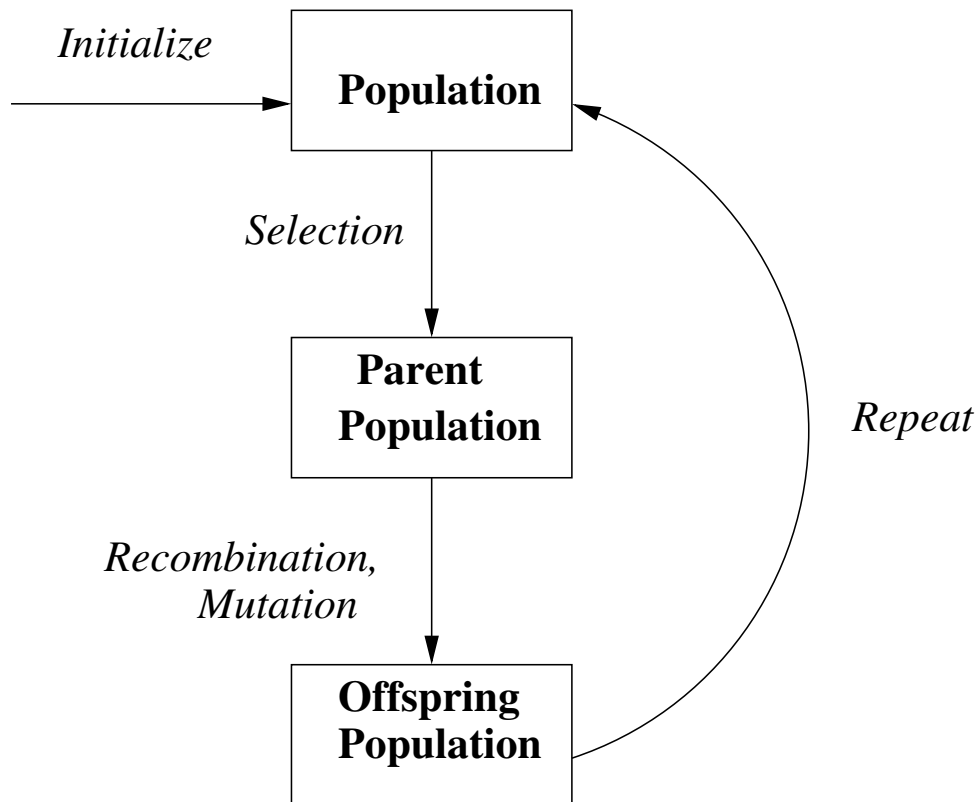 Initialize
Population
Selection
Parent
Population
Repeat
Recombination,
Mutation
Offspring
Population